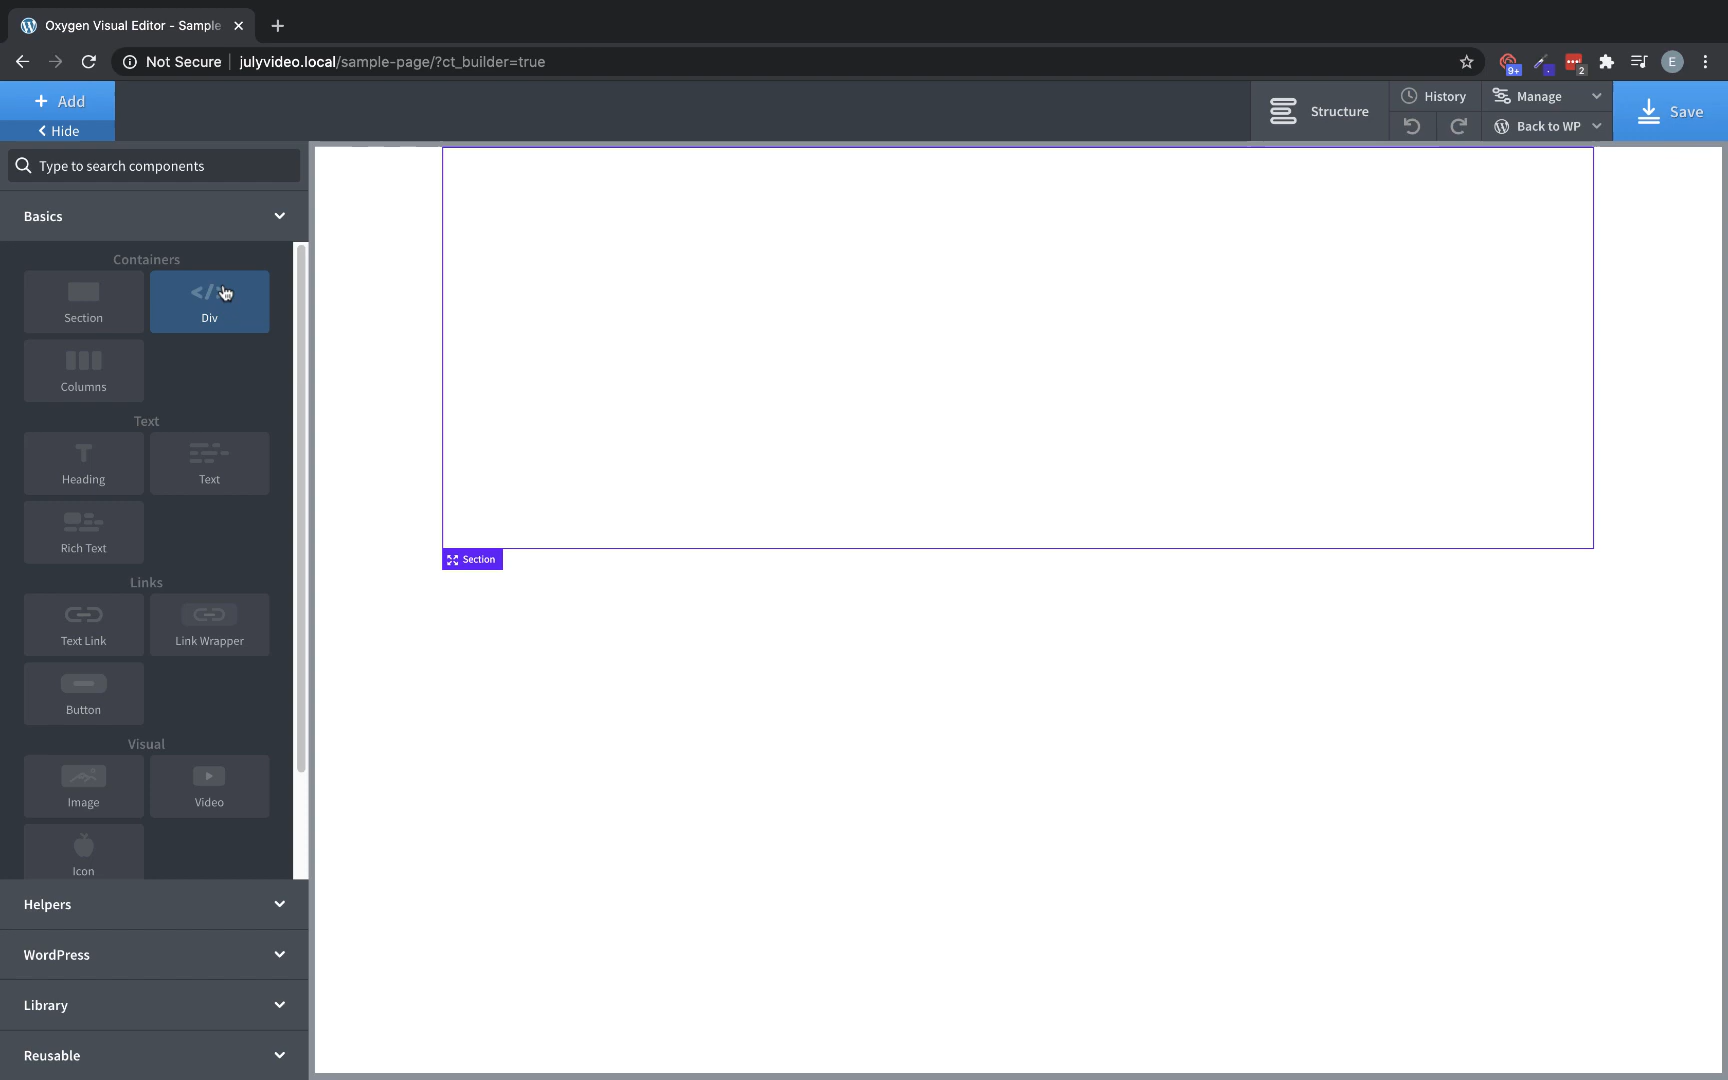 Oxygen Visual Editor - Sample
Not Secure julyvideo.local/sample-page/?ct_builder=true
9+
2
E
+ Add
Hide
Structure
History
Manage
Back to WP
Save
Type to search components
Basics
Containers
Section
</>
Div
Columns
Text
T
Heading
Text
Rich Text
Links
Text Link
Link Wrapper
Button
Visual
Image
Video
Icon
Helpers
WordPress
Library
Reusable
Section